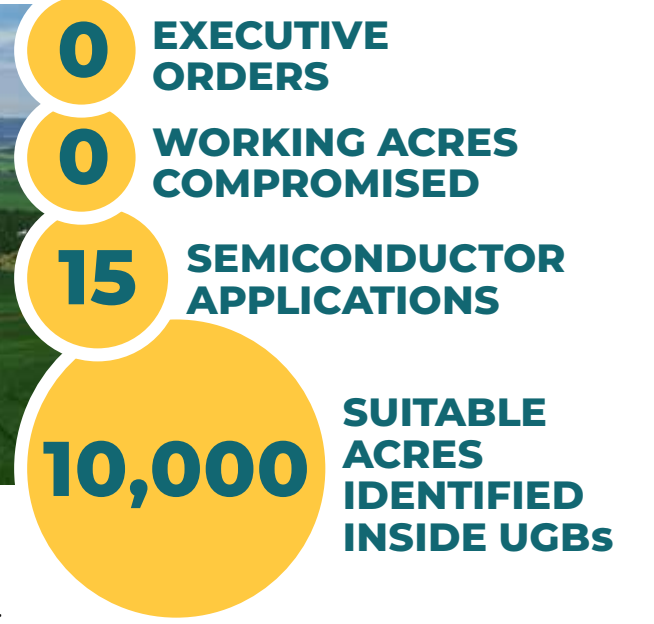 0
EXECUTIVE
ORDERS
0
WORKING ACRES
COMPROMISED
15
SEMICONDUCTOR
APPLICATIONS
10,000
SUITABLE
ACRES
IDENTIFIED
INSIDE UGBs